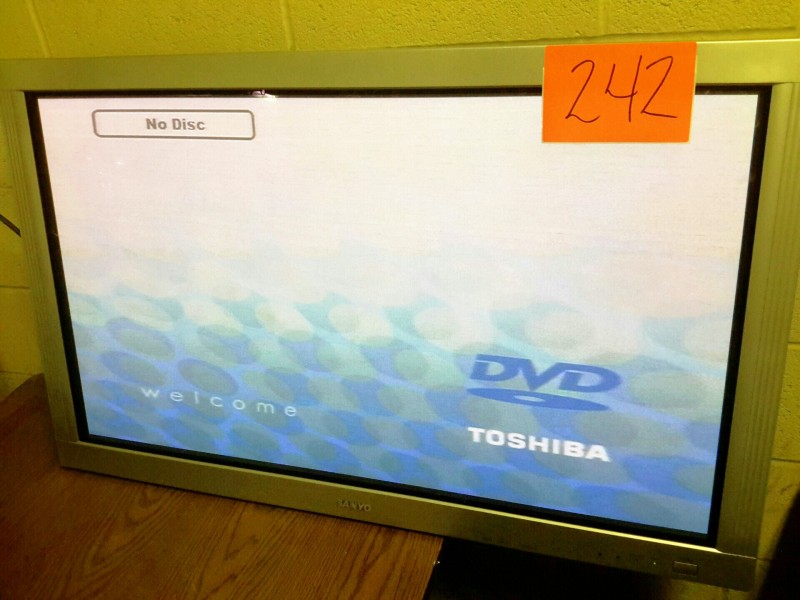 No Disc
242
DVD
welcome
TOSHIBA
SANYO